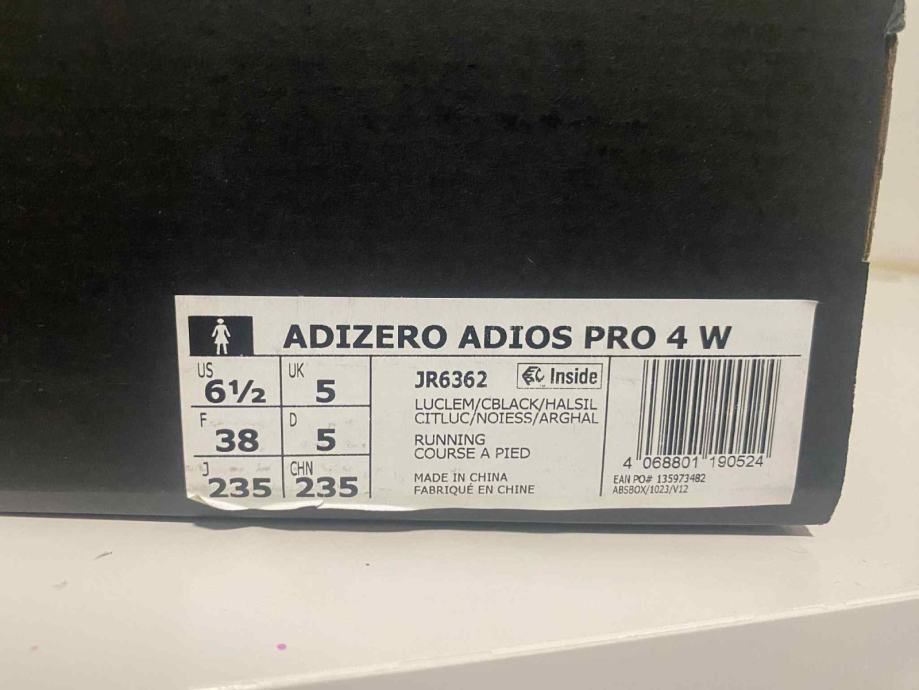 ADIZERO ADIOS PRO 4 W
US 6½ UK 5
F 38 D 5
J 235 CHN 235
JR6362 Inside
LUCLEM/CBLACK/HALSIL
CITLUC/NOIESS/ARGHAL
RUNNING
COURSE A PIED
MADE IN CHINA
FABRIQUÉ EN CHINE
4 068801 190524
EAN PO# 135973482
ABSBOX/1023/V12